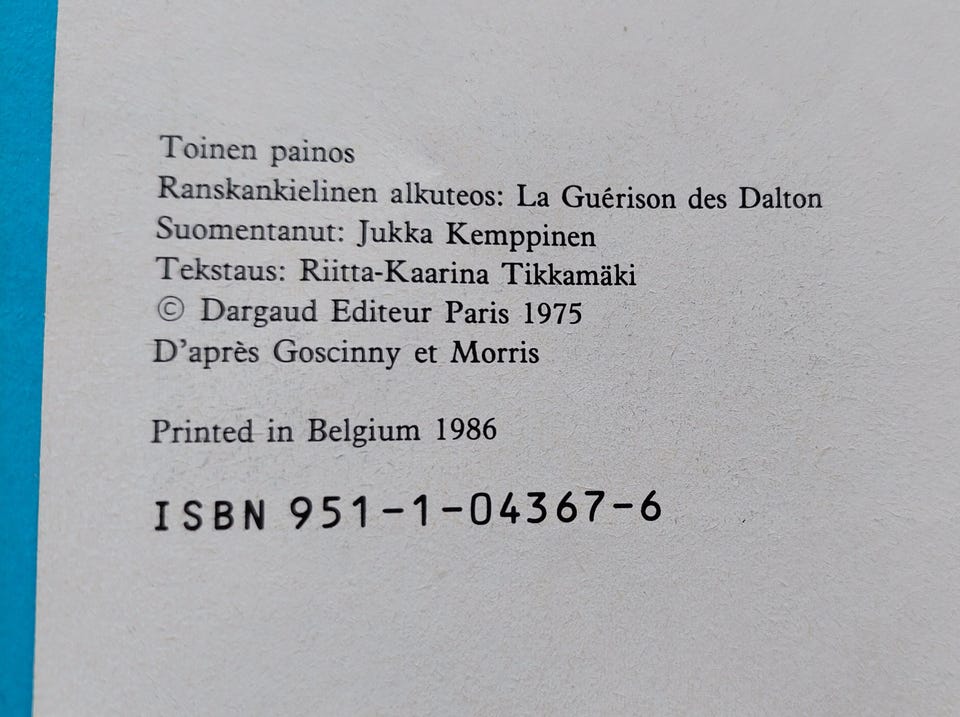 Toinen painos
Ranskankielinen alkuteos: La Guérison des Dalton
Suomentanut: Jukka Kemppinen
Tekstaus: Riitta-Kaarina Tikkamäki
© Dargaud Editeur Paris 1975
D'après Goscinny et Morris
Printed in Belgium 1986
ISBN 951-1-04367-6